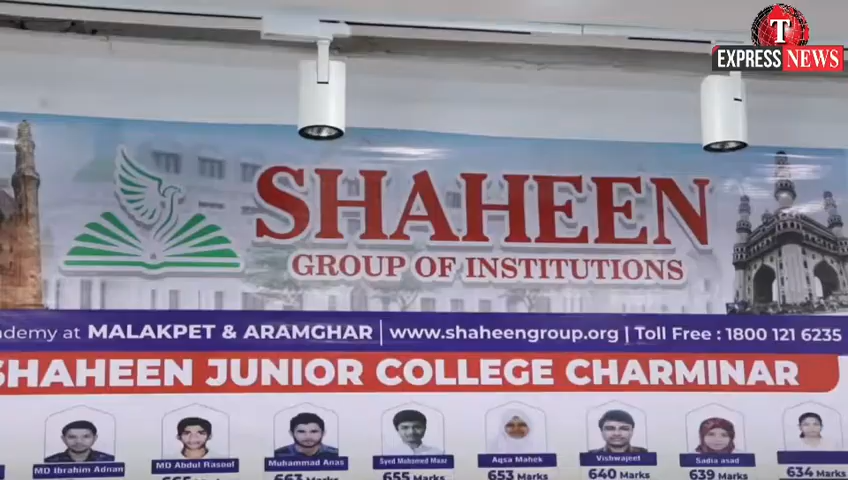 T
EXPRESS NEWS
SHAHEEN
GROUP OF INSTITUTIONS
ademy at MALAKPET & ARAMGHAR | www.shaheengroup.org | Toll Free : 1800 121 6235
SHAHEEN JUNIOR COLLEGE CHARMINAR
MD Ibrahim Adnan
MD Abdul Rasool
Muhammad Anas
Syed Mohamed Maaz
Aqsa Mahek
Vishwajeet
Sadia asad
665 Marks
663 Marks
655 Marks
653 Marks
640 Marks
639 Marks
634 Marks